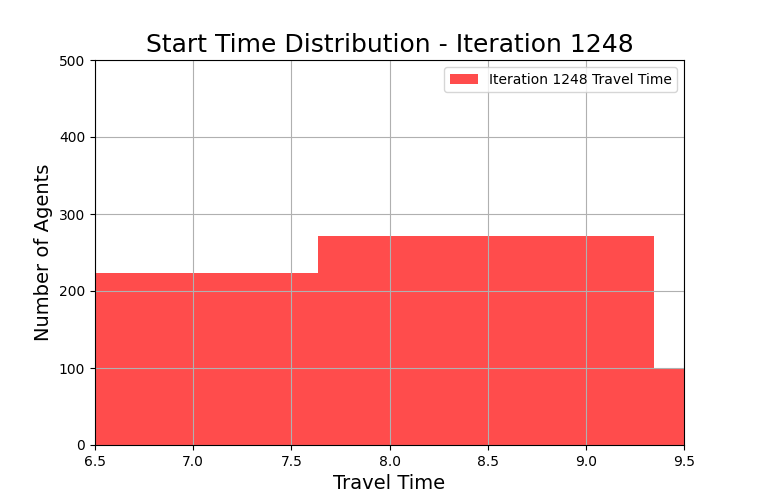 Start Time Distribution - Iteration 1248
Iteration 1248 Travel Time
Number of Agents
500
400
300
200
100
0
6.5 7.0 7.5 8.0 8.5 9.0 9.5
Travel Time